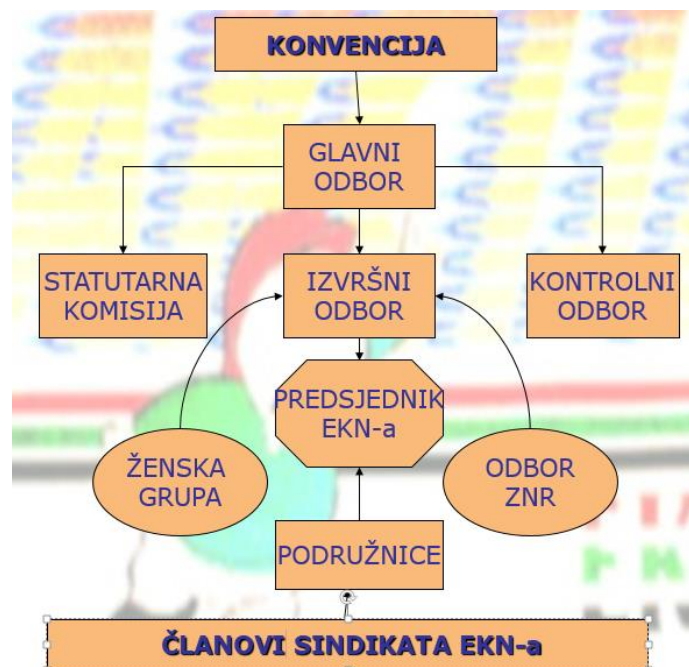 KONVENCIJA
GLAVNI
ODBOR
STATUTARNA
KOMISIJA
IZVRŠNI
ODBOR
KONTROLNI
ODBOR
PREDSJEDNIK
EKN-a
ŽENSKA
GRUPA
ODBOR
ZNR
PODRUŽNICE
ČLANOVI SINDIKATA EKN-a